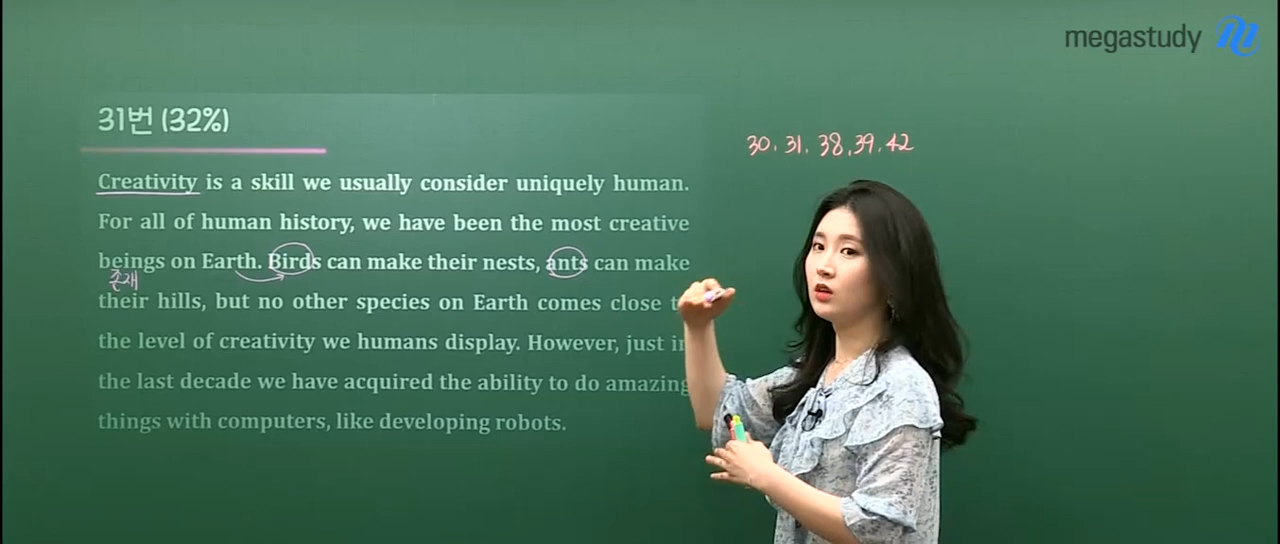 megastudy
31번 (32%)
30. 31. 38. 39. 42
Creativity is a skill we usually consider uniquely human.
For all of human history, we have been the most creative
beings on Earth. Birds can make their nests, ants can make
존재
their hills, but no other species on Earth comes close t
the level of creativity we humans display. However, just in
the last decade we have acquired the ability to do amazing
things with computers, like developing robots.